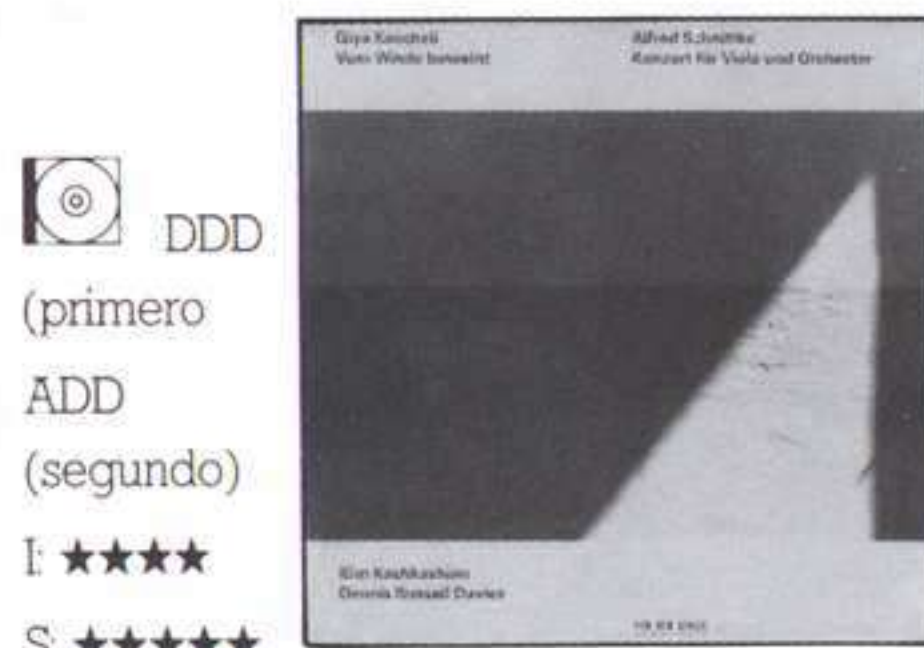 DDD
(primero
ADD
(segundo)
I: ★★★★
S: ★★★★★
Giya Kancheli
Vom Winde beweint
Alfred Schnittke
Konzert für Viola und Orchester
Kim Kashkashian
Dennis Russell Davies